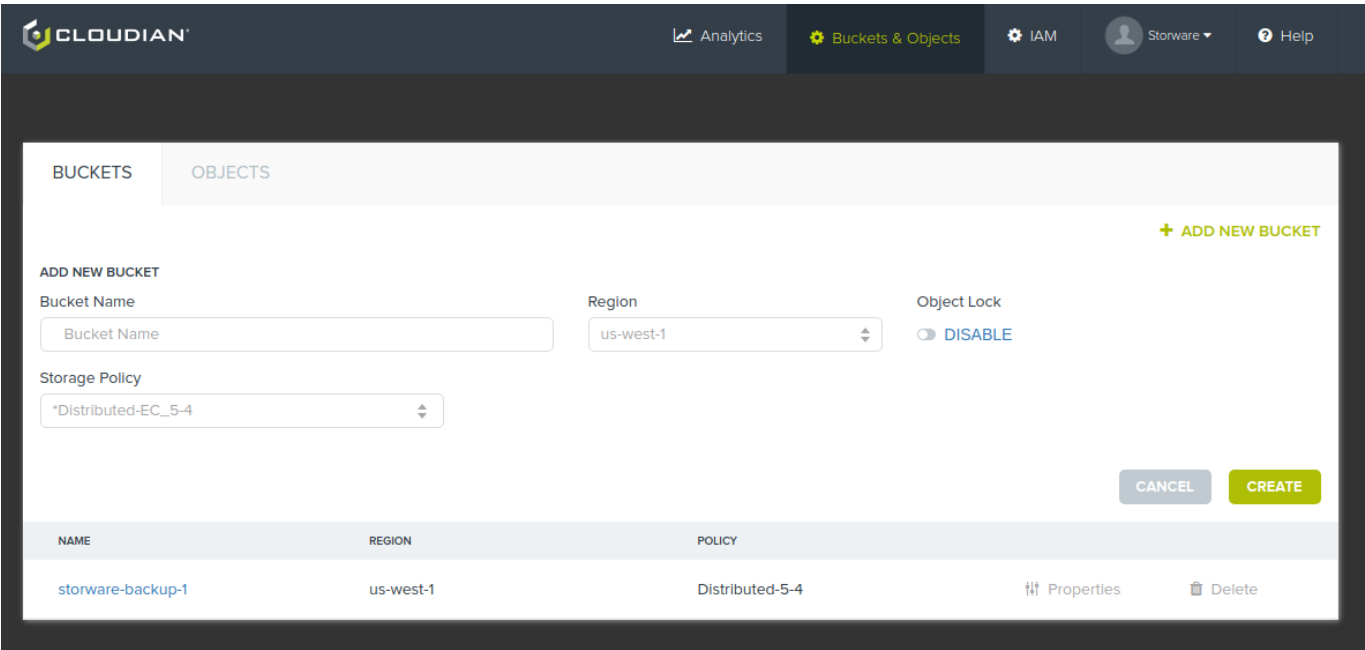 CLOUDIAN Analytics Buckets & Objects IAM Storware Help
BUCKETS OBJECTS
+ ADD NEW BUCKET
ADD NEW BUCKET
Bucket Name Region Object Lock
Bucket Name us-west-1 DISABLE
Storage Policy
*Distributed-EC_5-4
CANCEL CREATE
NAME REGION POLICY
storware-backup-1 us-west-1 Distributed-5-4 Properties Delete